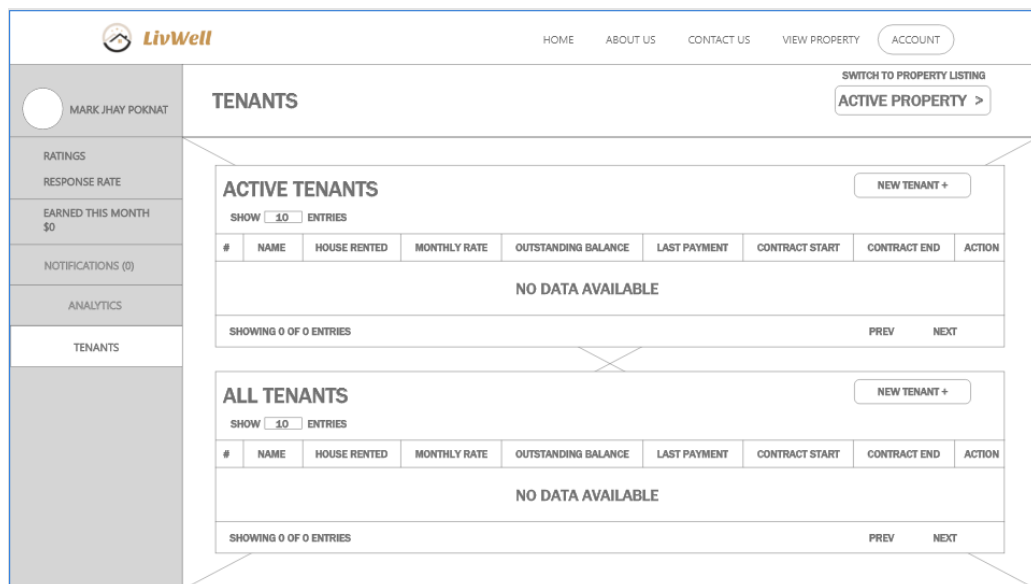 LivWell
HOME ABOUT US CONTACT US VIEW PROPERTY ACCOUNT
MARK JHAY POKNAT
RATINGS
RESPONSE RATE
EARNED THIS MONTH
$0
NOTIFICATIONS (0)
ANALYTICS
TENANTS
TENANTS
SWITCH TO PROPERTY LISTING
ACTIVE PROPERTY >
ACTIVE TENANTS
NEW TENANT +
SHOW 10 ENTRIES
# NAME HOUSE RENTED MONTHLY RATE OUTSTANDING BALANCE LAST PAYMENT CONTRACT START CONTRACT END ACTION
NO DATA AVAILABLE
SHOWING 0 OF 0 ENTRIES PREV NEXT
ALL TENANTS
NEW TENANT +
SHOW 10 ENTRIES
# NAME HOUSE RENTED MONTHLY RATE OUTSTANDING BALANCE LAST PAYMENT CONTRACT START CONTRACT END ACTION
NO DATA AVAILABLE
SHOWING 0 OF 0 ENTRIES PREV NEXT